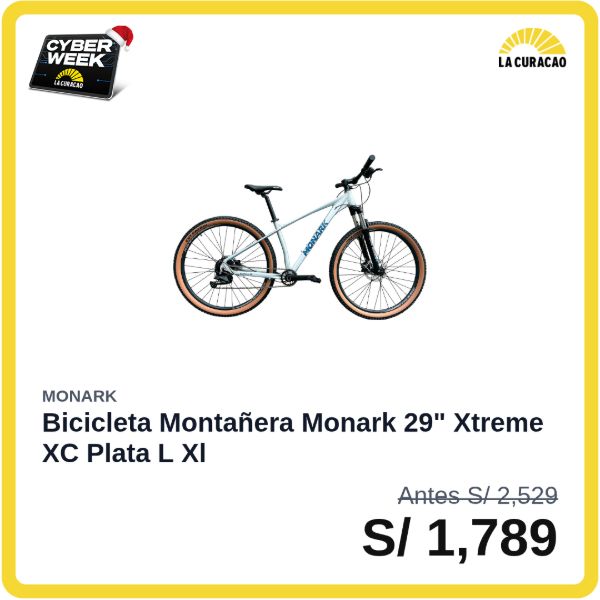 CYBER
WEEK
LA CURACAO
LA CURACAO
MONARK
MONARK
Bicicleta Montañera Monark 29" Xtreme
XC Plata L Xl
Antes S/ 2,529
S/ 1,789